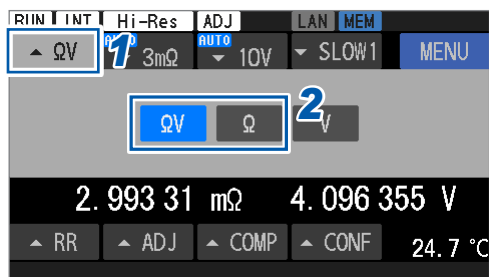 RUN INT Hi-Res ADJ LAN MEM
▲ ΩV 1 AUTO 3mΩ AUTO ▼ 10V ▼ SLOW1 MENU
ΩV Ω 2 V
2.993 31 mΩ 4.096 355 V
▲ RR ▲ ADJ ▲ COMP ▲ CONF 24.7 °C